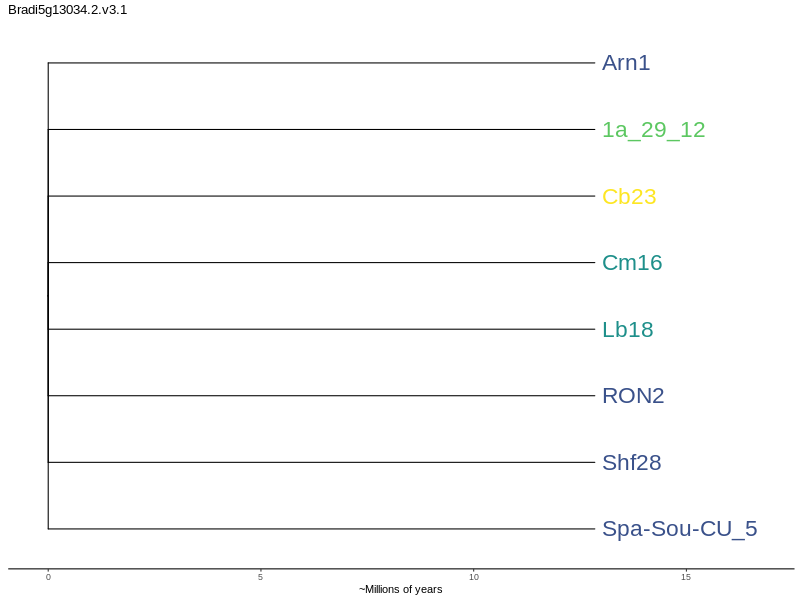 Bradi5g13034.2.v3.1
Arn1
1a_29_12
Cb23
Cm16
Lb18
RON2
Shf28
Spa-Sou-CU_5
0 5 10 15
~Millions of years